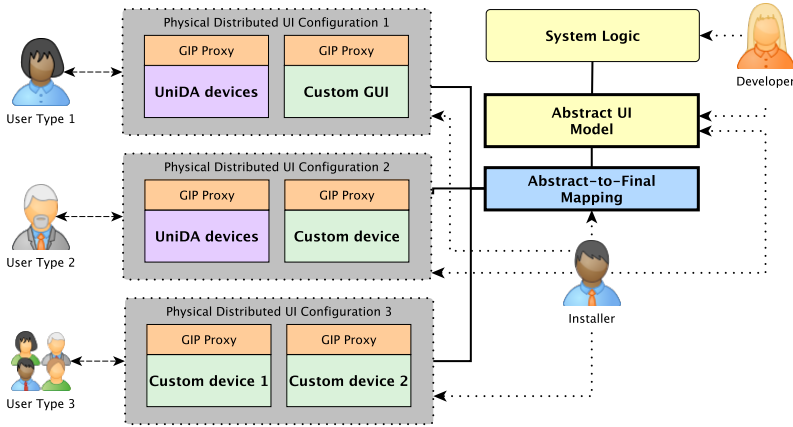 Physical Distributed UI Configuration 1
GIP Proxy
GIP Proxy
UniDA devices
Custom GUI
User Type 1
System Logic
Developer
Abstract UI
Model
Physical Distributed UI Configuration 2
GIP Proxy
GIP Proxy
UniDA devices
Custom device
User Type 2
Abstract-to-Final
Mapping
Installer
Physical Distributed UI Configuration 3
GIP Proxy
GIP Proxy
Custom device 1
Custom device 2
User Type 3